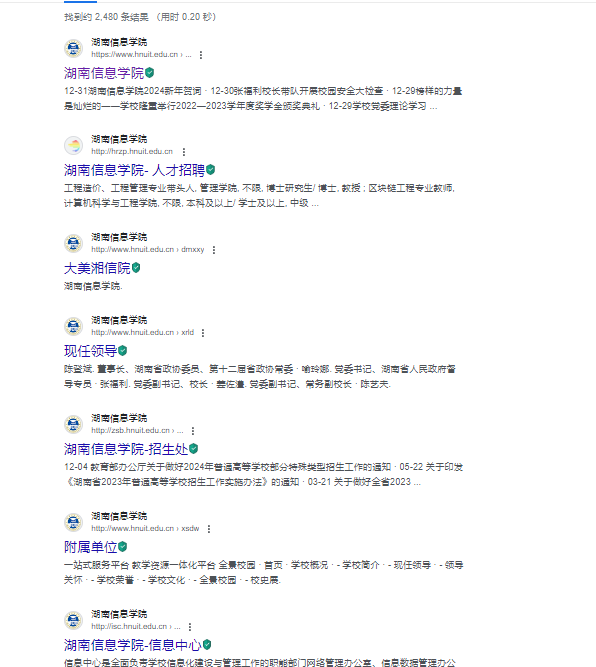 找到约 2,480 条结果 （用时 0.20 秒）
湖南信息学院
https://www.hnuit.edu.cn › ...
湖南信息学院
12-31湖南信息学院2024新年贺词 · 12-30张福利校长带队开展校园安全大检查 · 12-29榜样的力量
是灿烂的——学校隆重举行2022—2023学年度奖学金颁奖典礼 · 12-29学校党委理论学习 ...
湖南信息学院
http://hrzp.hnuit.edu.cn
湖南信息学院- 人才招聘
工程造价、工程管理专业带头人, 管理学院, 不限, 博士研究生/ 博士, 教授 ; 区块链工程专业教师,
计算机科学与工程学院, 不限, 本科及以上/ 学士及以上, 中级 ...
湖南信息学院
http://www.hnuit.edu.cn › dmxxy
大美湘信院
湖南信息学院.
湖南信息学院
http://www.hnuit.edu.cn › xrld
现任领导
陈登斌. 董事长、湖南省政协委员、第十二届省政协常委 · 喻玲娜. 党委书记、湖南省人民政府督
导专员 · 张福利. 党委副书记、校长 · 姜佐澧. 党委副书记、常务副校长 · 陈艺夫.
湖南信息学院
http://zsb.hnuit.edu.cn › ...
湖南信息学院-招生处
12-04 教育部办公厅关于做好2024年普通高等学校部分特殊类型招生工作的通知 · 05-22 关于印发
《湖南省2023年普通高等学校招生工作实施办法》的通知 · 03-21 关于做好全省2023 ...
湖南信息学院
http://www.hnuit.edu.cn › xsdw
附属单位
一站式服务平台 教学资源一体化平台 全景校园 · 首页 · 学校概况 · - 学校简介 · - 现任领导 · - 领导
关怀 · - 学校荣誉 · - 学校文化 · - 全景校园 · - 校史展.
湖南信息学院
http://isc.hnuit.edu.cn › ...
湖南信息学院-信息中心
信息中心是全面负责学校信息化建设与管理工作的职能部门网络管理办公室、信息数据管理办公